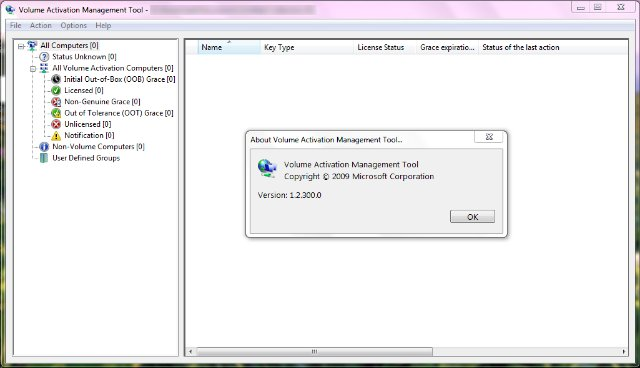 Volume Activation Management Tool -
File Action Options Help
All Computers [0]
Status Unknown [0]
All Volume Activation Computers [0]
Initial Out-of-Box (OOB) Grace [0]
Licensed [0]
Non-Genuine Grace [0]
Out of Tolerance (OOT) Grace [0]
Unlicensed [0]
Notification [0]
Non-Volume Computers [0]
User Defined Groups
Name Key Type License Status Grace expiratio... Status of the last action
About Volume Activation Management Tool...
Volume Activation Management Tool
Copyright © 2009 Microsoft Corporation
Version: 1.2.300.0
OK